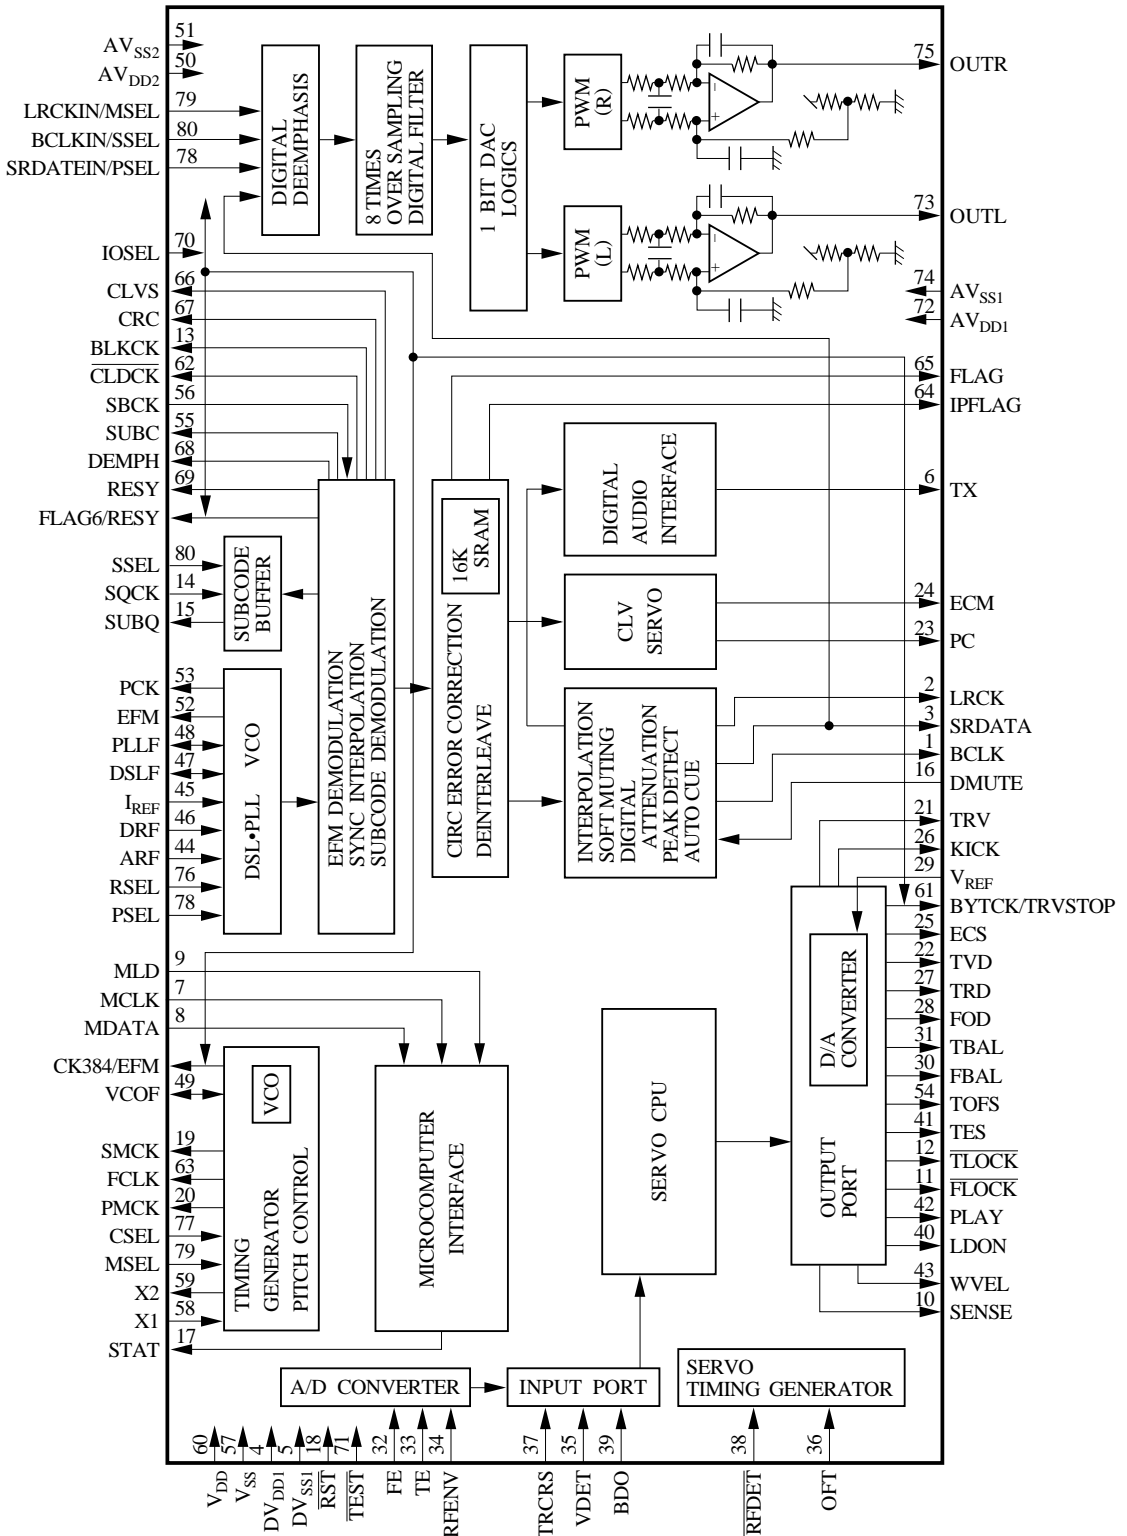 51
AVSS2
50
AVDD2
79
LRCKIN/MSEL
80
BCLKIN/SSEL
78
SRDATEIN/PSEL
70
IOSEL
66
CLVS
67
CRC
13
BLKCK
62
CLDCK
56
SBCK
55
SUBC
68
DEMPH
69
RESY
FLAG6/RESY
80
SSEL
14
SQCK
15
SUBQ
53
PCK
52
EFM
48
PLLF
47
DSLF
45
IREF
46
DRF
44
ARF
76
RSEL
78
PSEL
9
MLD
7
MCLK
8
MDATA
CK384/EFM
49
VCOF
19
SMCK
63
FCLK
20
PMCK
77
CSEL
79
MSEL
59
X2
58
X1
17
STAT
DIGITAL
DEEMPHASIS
8 TIMES
OVER SAMPLING
DIGITAL FILTER
1 BIT DAC
LOGICS
PWM
(R)
-
+
PWM
(L)
-
+
SUBCODE
BUFFER
DSL•PLL VCO
EFM DEMODULATION
SYNC INTERPOLATION
SUBCODE DEMODULATION
16K
SRAM
CIRC ERROR CORRECTION
DEINTERLEAVE
DIGITAL
AUDIO
INTERFACE
CLV
SERVO
INTERPOLATION
SOFT MUTING
DIGITAL
ATTENUATION
PEAK DETECT
AUTO CUE
VCO
TIMING
GENERATOR
PITCH CONTROL
MICROCOMPUTER
INTERFACE
SERVO CPU
D/A
CONVERTER
OUTPUT
PORT
A/D CONVERTER
INPUT PORT
SERVO
TIMING GENERATOR
75
OUTR
73
OUTL
74
AVSS1
72
AVDD1
65
FLAG
64
IPFLAG
6
TX
24
ECM
23
PC
2
LRCK
3
SRDATA
1
BCLK
16
DMUTE
21
TRV
26
KICK
29
VREF
61
BYTCK/TRVSTOP
25
ECS
22
TVD
27
TRD
28
FOD
31
TBAL
30
FBAL
54
TOFS
41
TES
12
TLOCK
11
FLOCK
42
PLAY
40
LDON
43
WVEL
10
SENSE
60
VDD
57
VSS
4
DVDD1
5
DVSS1
18
RST
71
TEST
32
FE
33
TE
34
RFENV
37
TRCRS
35
VDET
39
BDO
38
RFDET
36
OFT